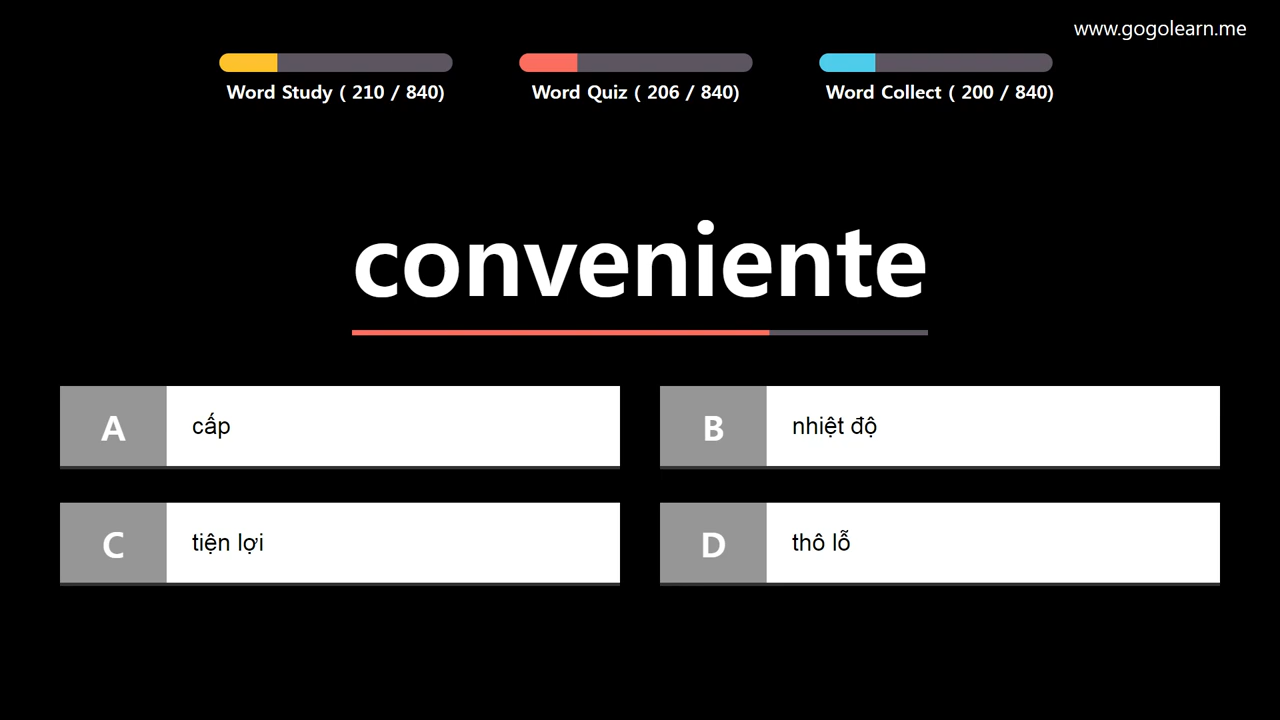 www.gogolearn.me
Word Study ( 210 / 840)
Word Quiz ( 206 / 840)
Word Collect ( 200 / 840)
conveniente
A cấp
B nhiệt độ
C tiện lợi
D thô lỗ